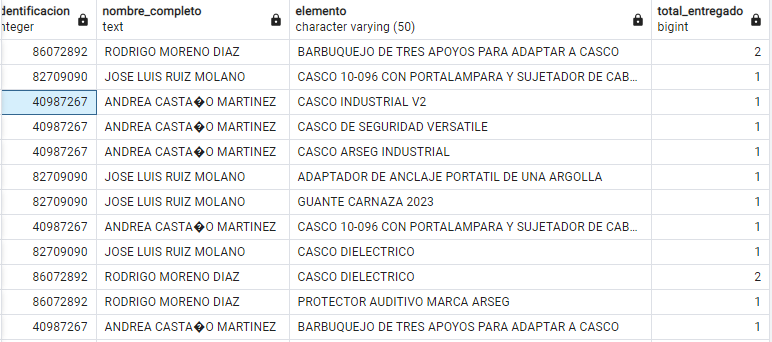 dentificacion nombre_completo elemento total_entregado
nteger text character varying (50) bigint
86072892 RODRIGO MORENO DIAZ BARBUQUEJO DE TRES APOYOS PARA ADAPTAR A CASCO 2
82709090 JOSE LUIS RUIZ MOLANO CASCO 10-096 CON PORTALAMPARA Y SUJETADOR DE CAB... 1
40987267 ANDREA CASTA�O MARTINEZ CASCO INDUSTRIAL V2 1
40987267 ANDREA CASTA�O MARTINEZ CASCO DE SEGURIDAD VERSATILE 1
40987267 ANDREA CASTA�O MARTINEZ CASCO ARSEG INDUSTRIAL 1
82709090 JOSE LUIS RUIZ MOLANO ADAPTADOR DE ANCLAJE PORTATIL DE UNA ARGOLLA 1
82709090 JOSE LUIS RUIZ MOLANO GUANTE CARNAZA 2023 1
40987267 ANDREA CASTA�O MARTINEZ CASCO 10-096 CON PORTALAMPARA Y SUJETADOR DE CAB... 1
82709090 JOSE LUIS RUIZ MOLANO CASCO DIELECTRICO 1
86072892 RODRIGO MORENO DIAZ CASCO DIELECTRICO 2
86072892 RODRIGO MORENO DIAZ PROTECTOR AUDITIVO MARCA ARSEG 1
40987267 ANDREA CASTA�O MARTINEZ BARBUQUEJO DE TRES APOYOS PARA ADAPTAR A CASCO 1